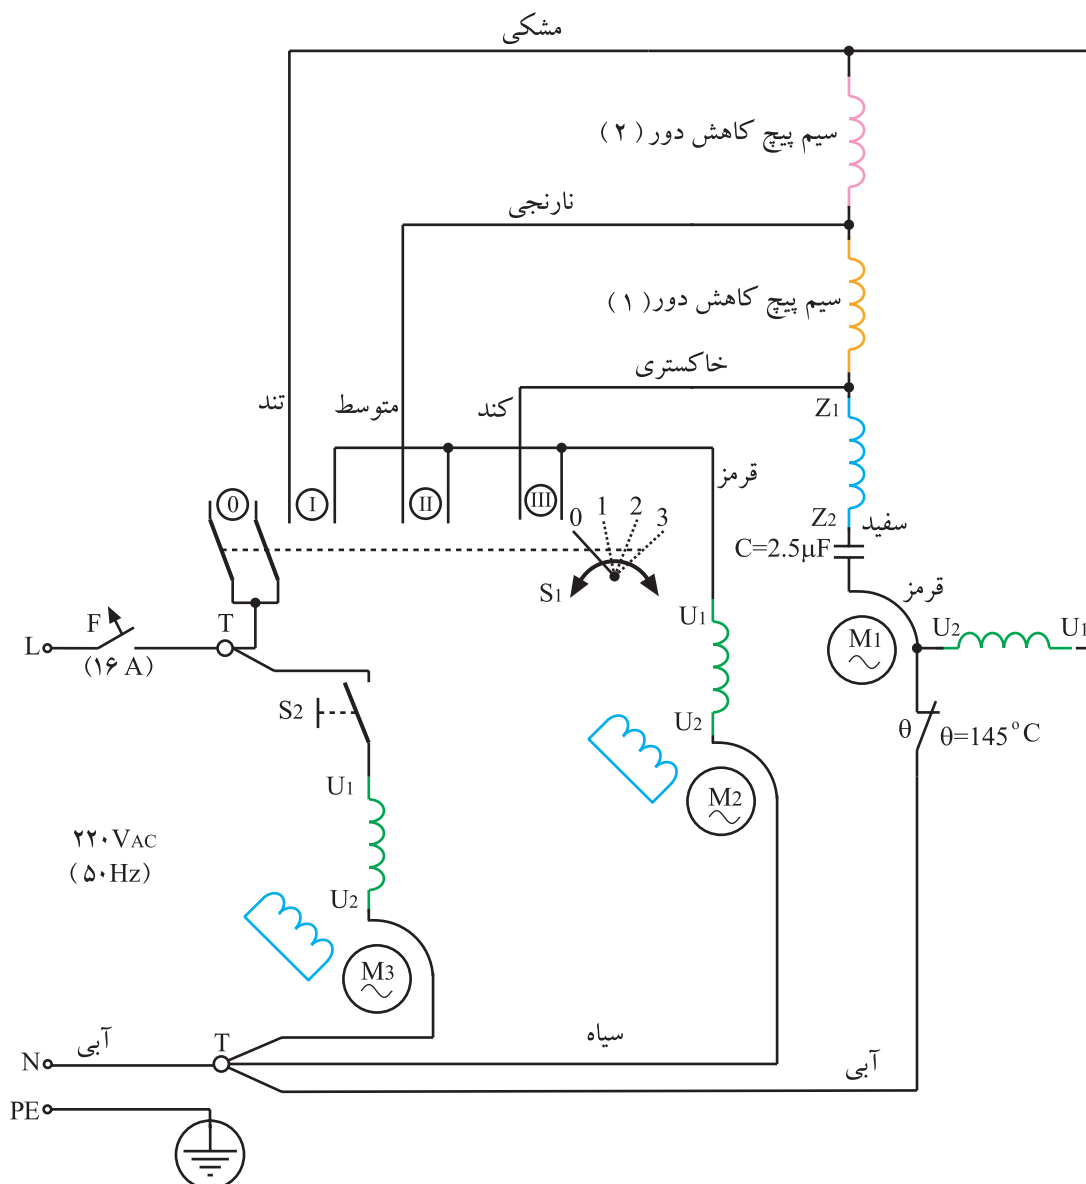 مشکی
سیم پیچ کاهش دور (۲)
نارنجی
سیم پیچ کاهش دور (۱)
خاکستری
تند
متوسط
کند
Z1
قرمز
0
I
II
III
0 1 2 3
Z2
سفید
C=2.5µF
S1
قرمز
F
T
L
(۱۶ A)
U1
M1
U2
U1
S2
U2
θ
θ=145°C
U1
M2
۲۲۰VAC
(۵۰Hz)
U2
M3
آبی
T
سیاه
N
آبی
PE